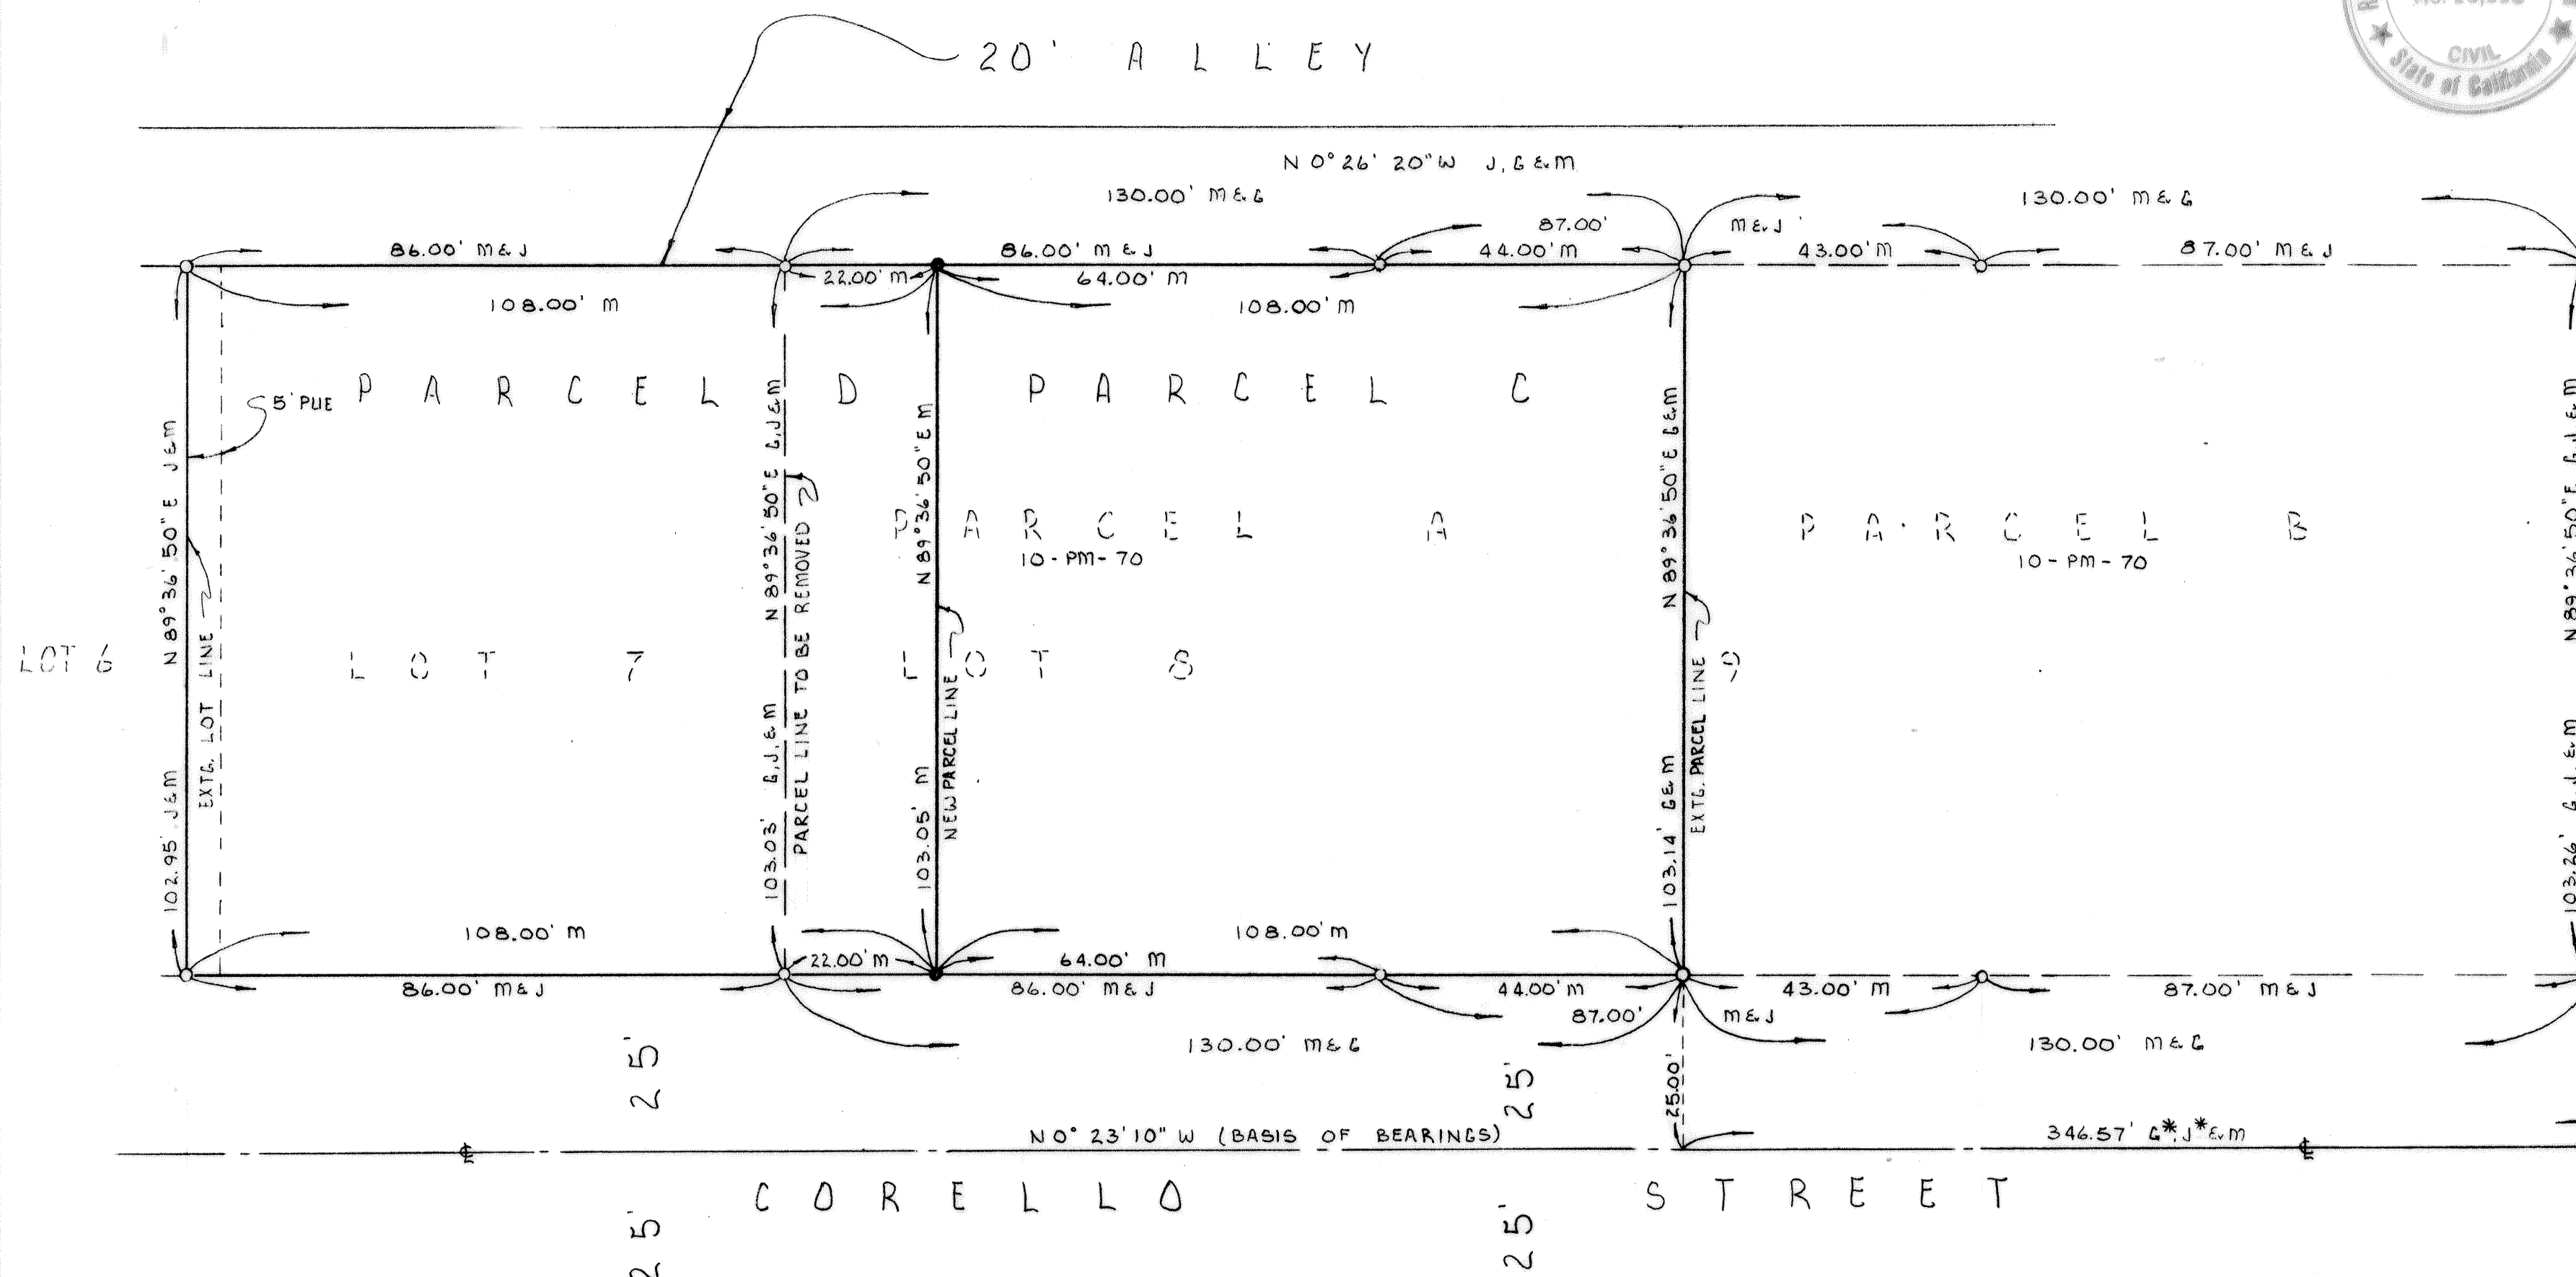 CIVIL
State of California
20' ALLEY
N 0° 26' 20" W J, G & M
130.00' M & G
130.00' M & G
86.00' M & J
86.00' M & J
87.00' M & J
44.00' M
43.00' M
87.00' M & J
22.00' M
64.00' M
108.00' M
108.00' M
PARCEL D
PARCEL C
5' PUE
PARCEL A
10-PM-70
PARCEL B
10-PM-70
LOT 6
LOT 7
LOT 8
9
N 89° 36' 50" E J & M
102.95' J & M
EXTG. LOT LINE
N 89° 36' 50" E G, J & M
103.03' G, J, & M
PARCEL LINE TO BE REMOVED
N 89° 36' 50" E M
103.05' M
NEW PARCEL LINE
N 89° 36' 50" E G & M
103.14' G & M
EXTG. PARCEL LINE
N 89° 36' 50" E G, J, & M
103.26' G, J, & M
108.00' M
108.00' M
22.00' M
64.00' M
86.00' M & J
86.00' M & J
44.00' M
43.00' M
87.00' M & J
87.00' M & J
130.00' M & G
130.00' M & G
25'
25'
25.00'
N 0° 23' 10" W (BASIS OF BEARINGS)
346.57' G*, J* & M
CORELLO STREET
25'
25'